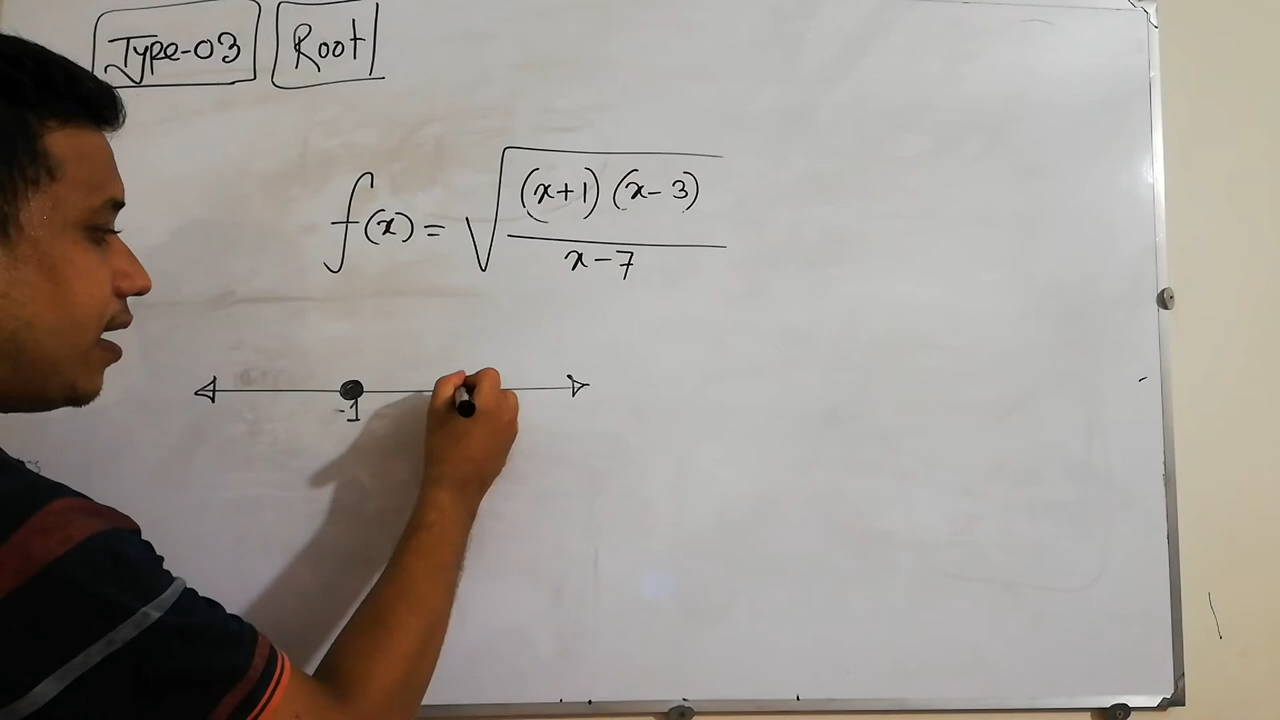 Type-03 Root
f(x) = √((x+1)(x-3)/(x-7))
-1